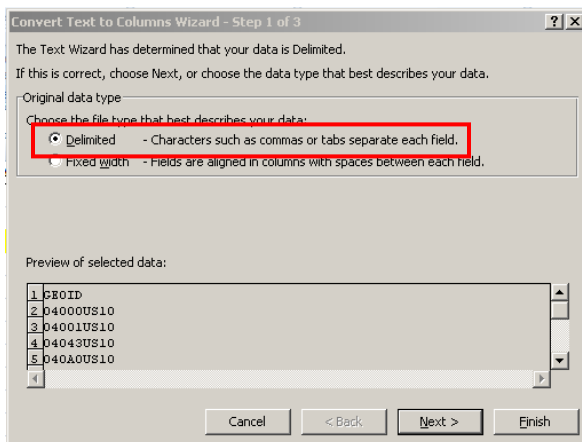 Convert Text to Columns Wizard - Step 1 of 3
The Text Wizard has determined that your data is Delimited.
If this is correct, choose Next, or choose the data type that best describes your data.
Original data type
Choose the file type that best describes your data:
Delimited - Characters such as commas or tabs separate each field.
Fixed width - Fields are aligned in columns with spaces between each field.
Preview of selected data:
1 GEOID
2 04000US10
3 04001US10
4 04043US10
5 040A0US10
Cancel < Back Next > Finish